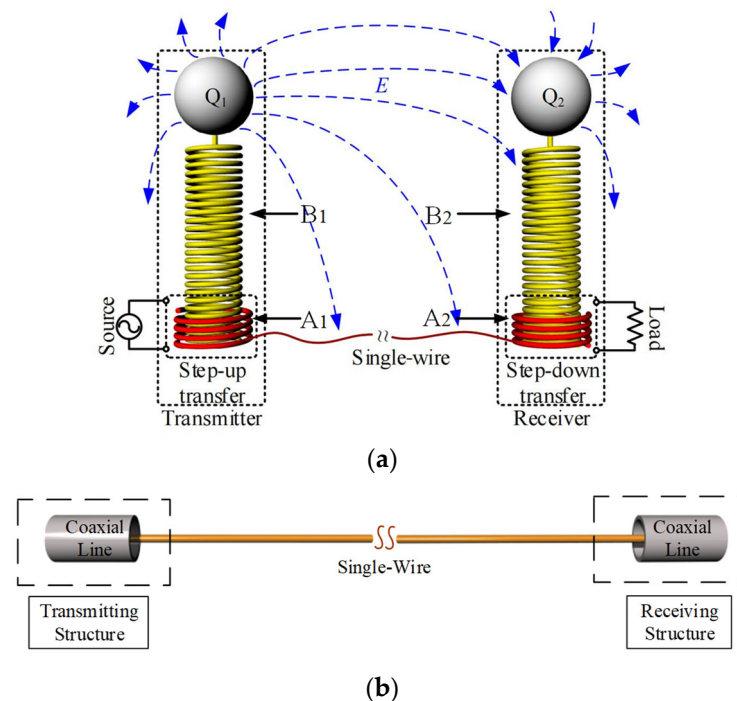 Q1
E
Q2
B1
B2
Source
A1
A2
Load
Single-wire
Step-up
transfer
Transmitter
Step-down
transfer
Receiver
(a)
Coaxial
Line
Single-Wire
Coaxial
Line
Transmitting
Structure
Receiving
Structure
(b)